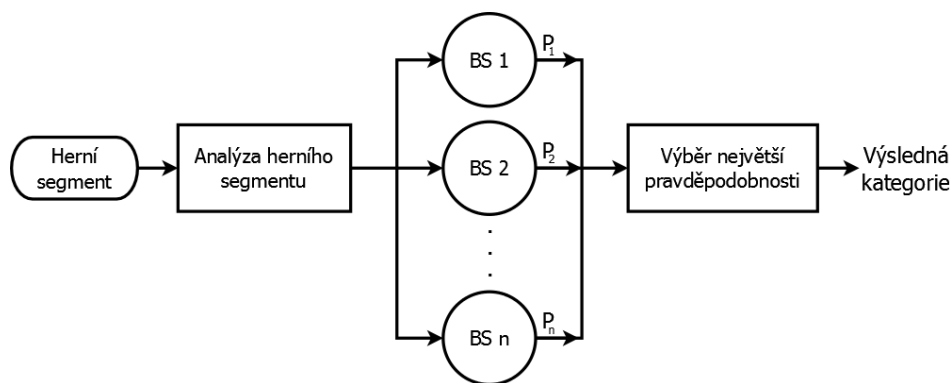 Herní
segment
Analýza herního
segmentu
BS 1
P1
BS 2
P2
BS n
Pn
Výběr největší
pravděpodobnosti
Výsledná
kategorie